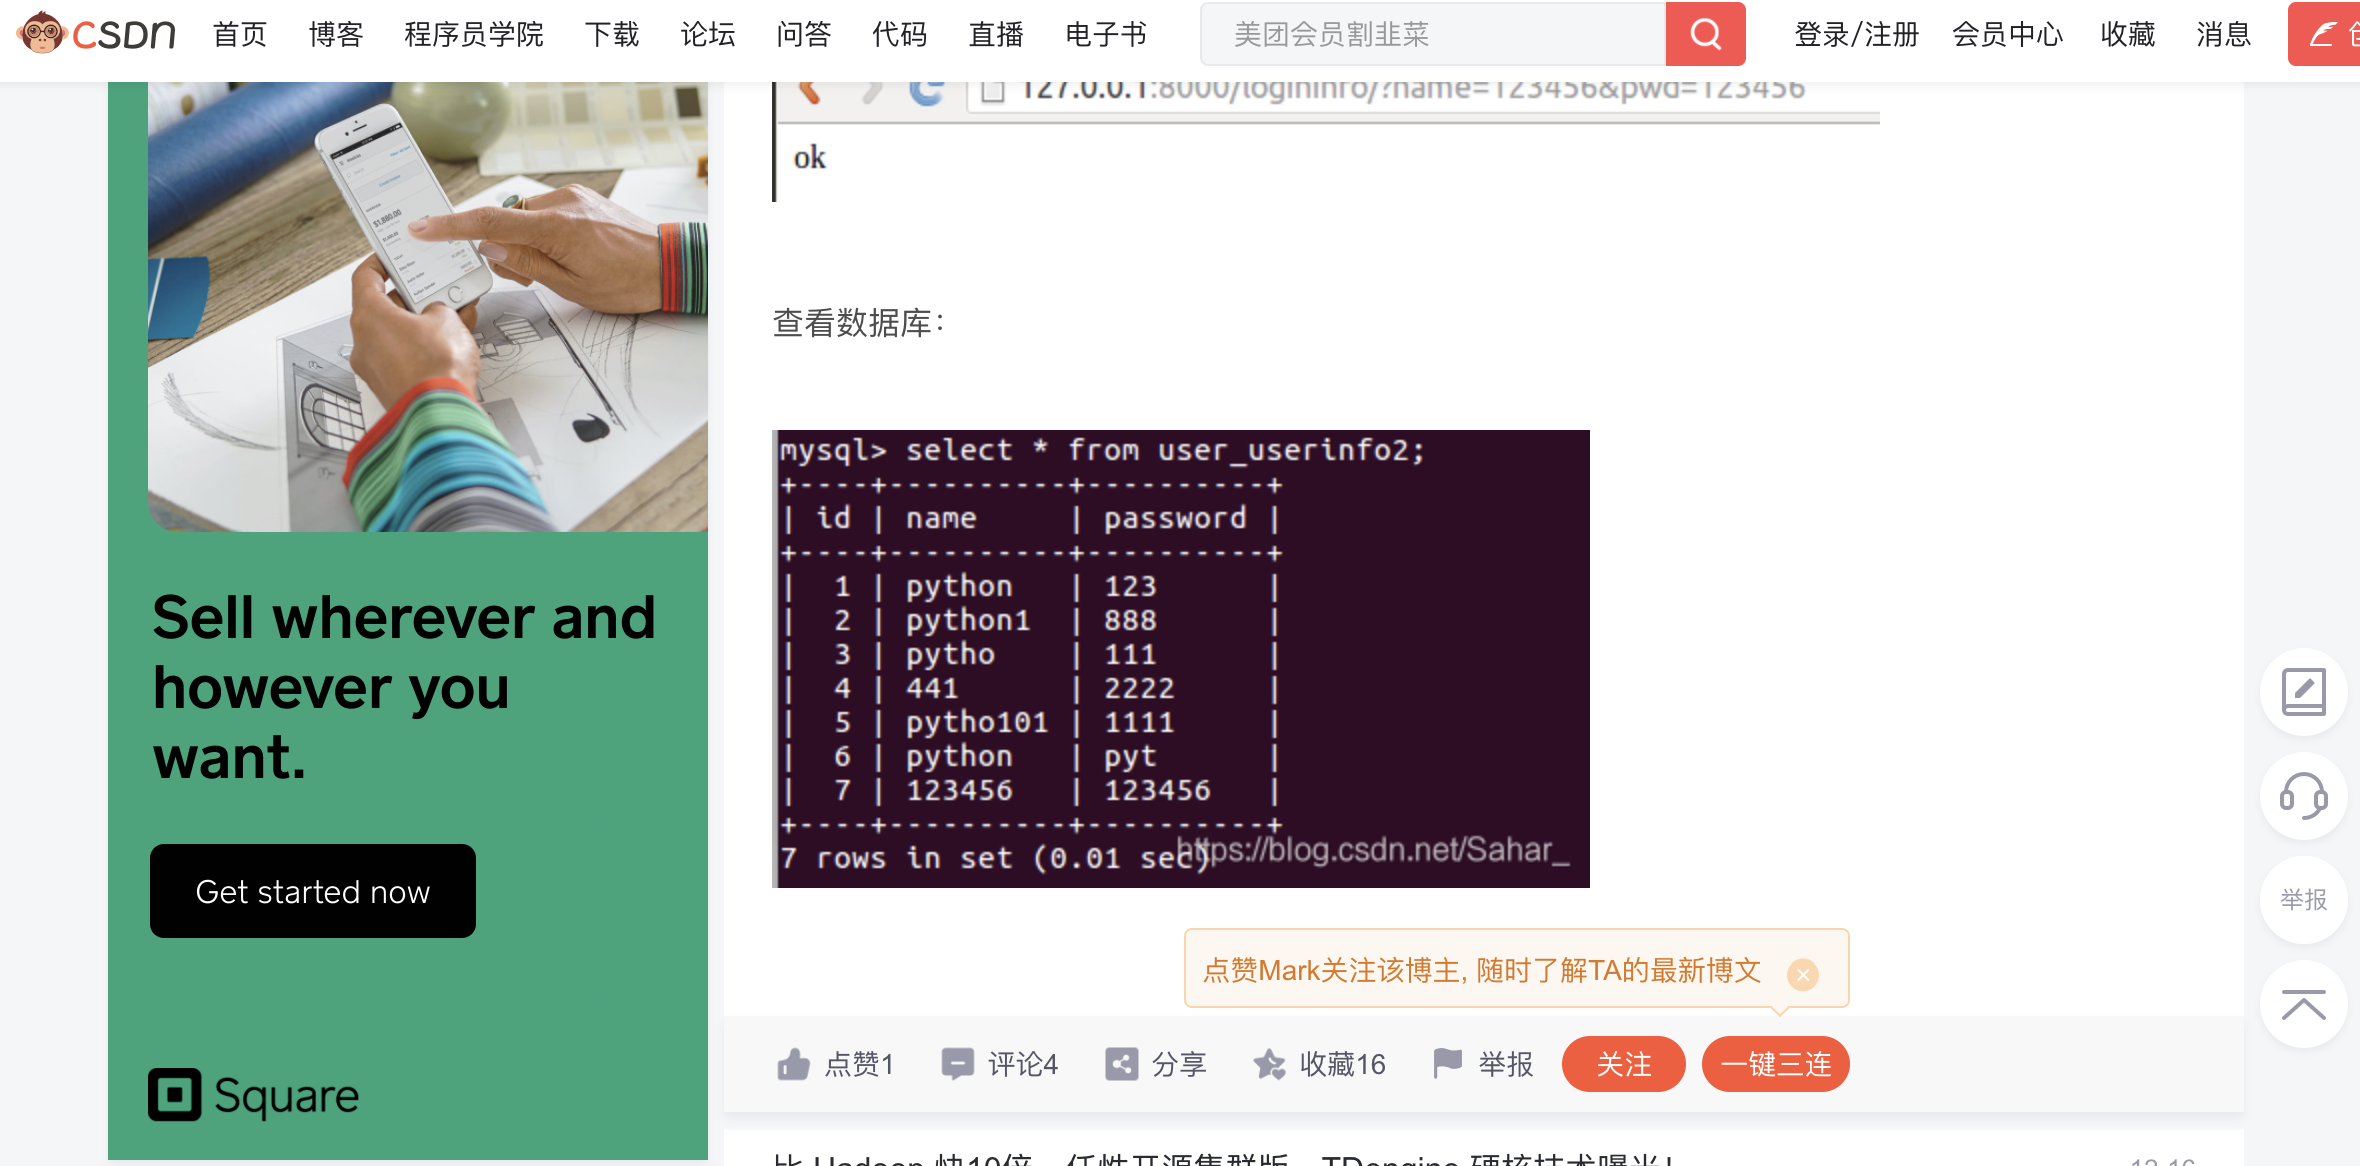 CSDN 首页 博客 程序员学院 下载 论坛 问答 代码 直播 电子书 美团会员割韭菜 登录/注册 会员中心 收藏 消息
127.0.0.1:8000/logininfo/?name=123456&pwd=123456
ok
查看数据库：
mysql> select * from user_userinfo2;
+----+----------+----------+
| id | name     | password |
+----+----------+----------+
|  1 | python   | 123      |
|  2 | python1  | 888      |
|  3 | pytho    | 111      |
|  4 | 441      | 2222     |
|  5 | pytho101 | 1111     |
|  6 | python   | pyt      |
|  7 | 123456   | 123456   |
+----+----------+----------+
7 rows in set (0.01 sec)
https://blog.csdn.net/Sahar_
Sell wherever and
however you
want.
Get started now
Square
点赞Mark关注该博主, 随时了解TA的最新博文
点赞1 评论4 分享 收藏16 举报 关注 一键三连
举报
比 Hadoop 快10倍，任性开源集群版，TDengine 硬核技术曝光！
12-16